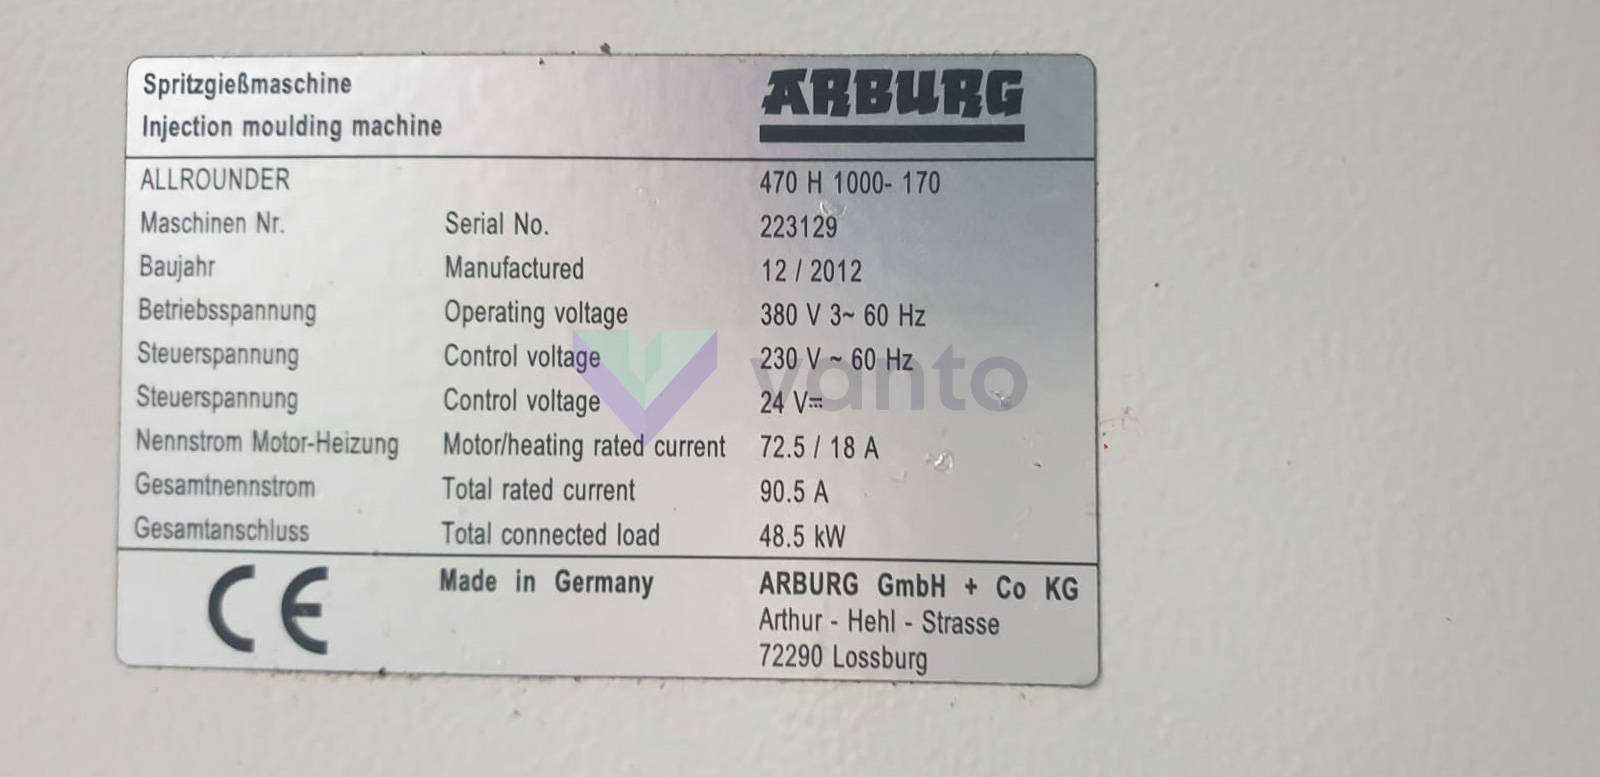 Spritzgießmaschine
Injection moulding machine
ARBURG
ALLROUNDER 470 H 1000- 170
Maschinen Nr. Serial No. 223129
Baujahr Manufactured 12 / 2012
Betriebsspannung Operating voltage 380 V 3~ 60 Hz
Steuerspannung Control voltage 230 V ~ 60 Hz
Steuerspannung Control voltage 24 V⎓
Nennstrom Motor-Heizung Motor/heating rated current 72.5 / 18 A
Gesamtnennstrom Total rated current 90.5 A
Gesamtanschluss Total connected load 48.5 kW
CE
Made in Germany ARBURG GmbH + Co KG
Arthur - Hehl - Strasse
72290 Lossburg
vanto